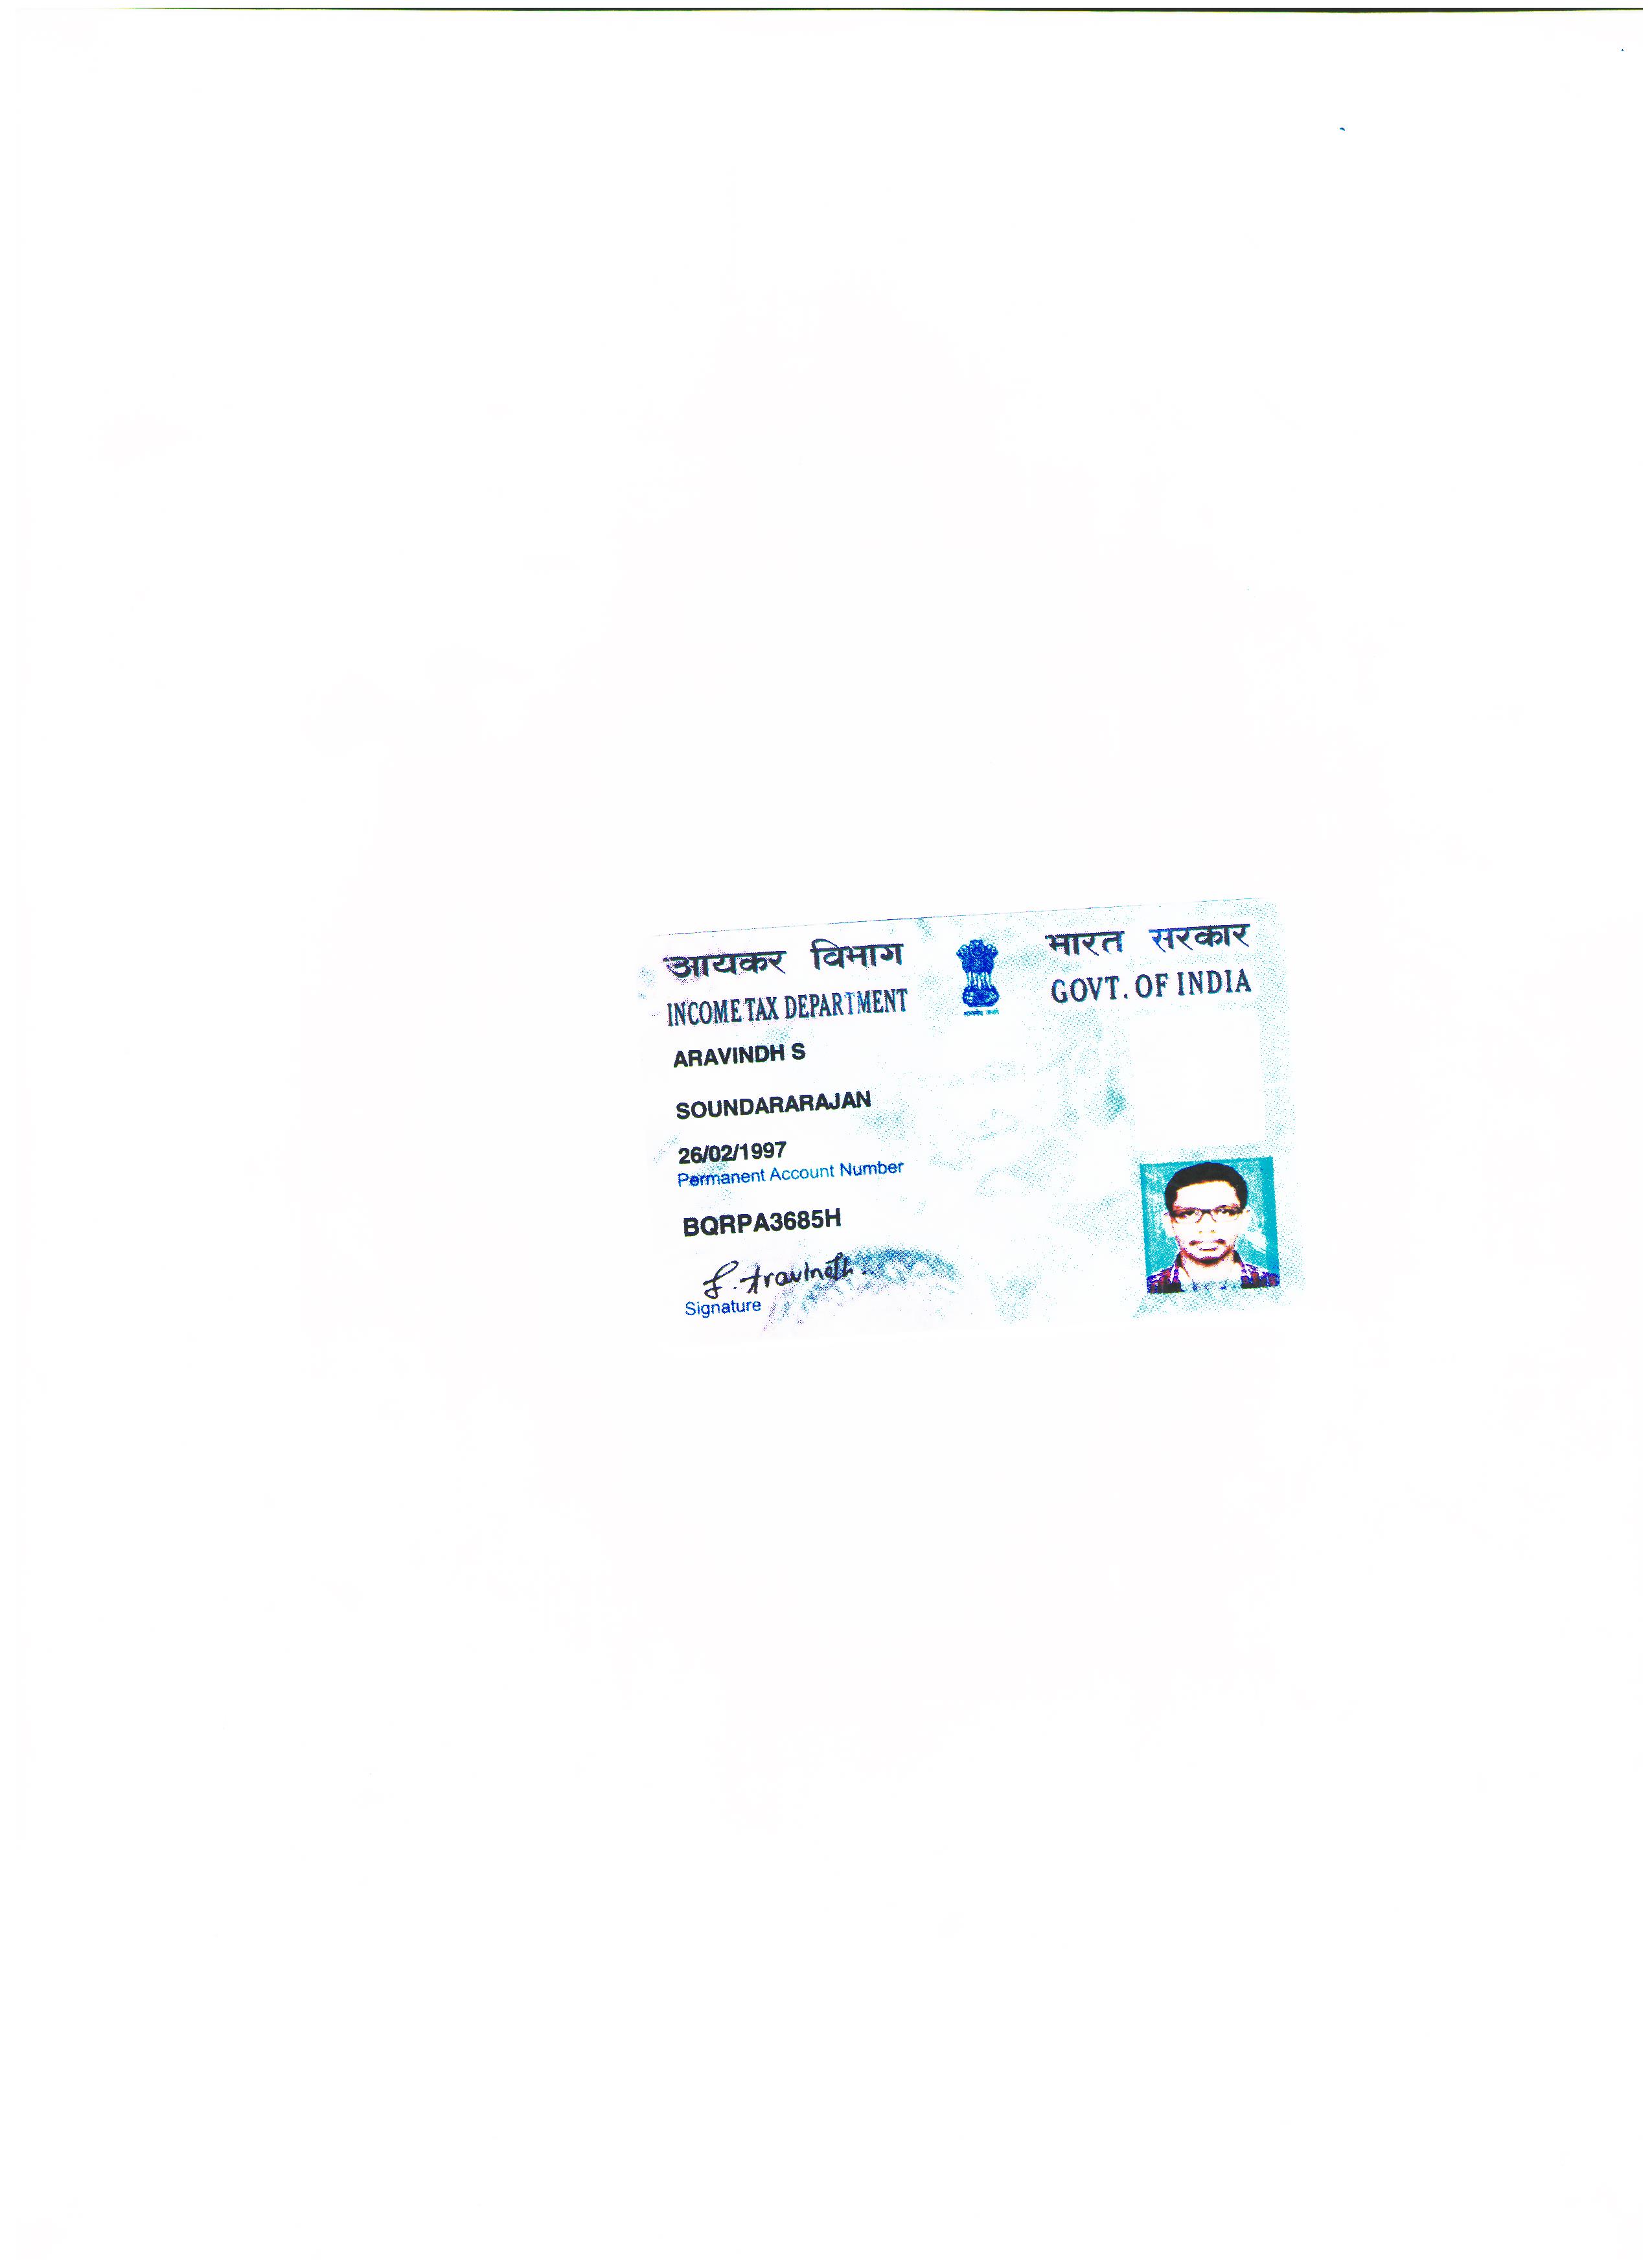 आयकर विभाग
INCOME TAX DEPARTMENT
भारत सरकार
GOVT. OF INDIA
ARAVINDH S
SOUNDARARAJAN
26/02/1997
Permanent Account Number
BQRPA3685H
S. Aravindh.
Signature